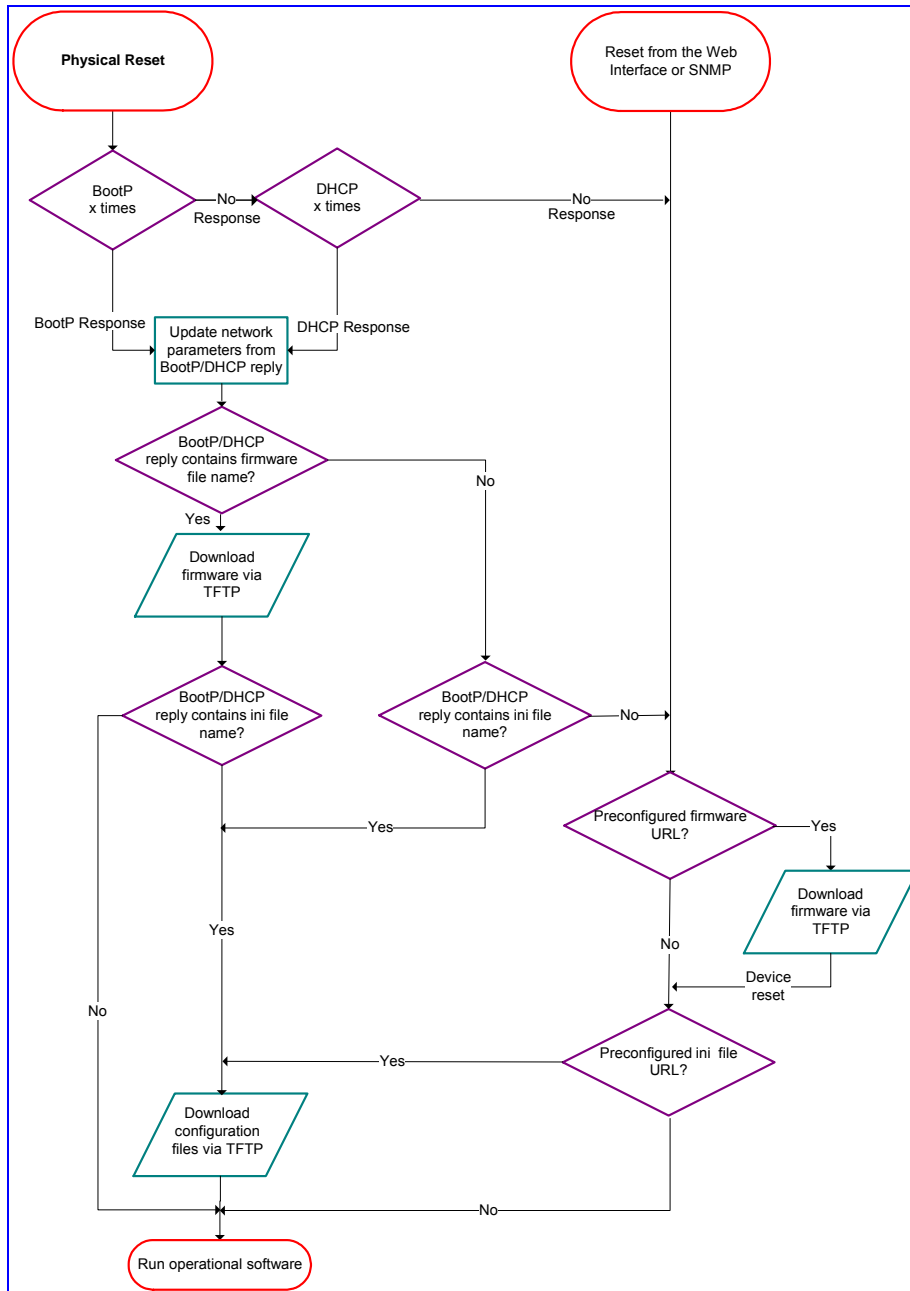 Physical Reset
Reset from the Web
Interface or SNMP
BootP
x times
No
Response
DHCP
x times
No
Response
BootP Response
DHCP Response
Update network
parameters from
BootP/DHCP reply
BootP/DHCP
reply contains firmware
file name?
No
Yes
Download
firmware via
TFTP
BootP/DHCP
reply contains ini file
name?
BootP/DHCP
reply contains ini file
name?
No
Yes
Preconfigured firmware
URL?
Yes
Download
firmware via
TFTP
Yes
No
Device
reset
No
Preconfigured ini file
URL?
Yes
Download
configuration
files via TFTP
No
Run operational software